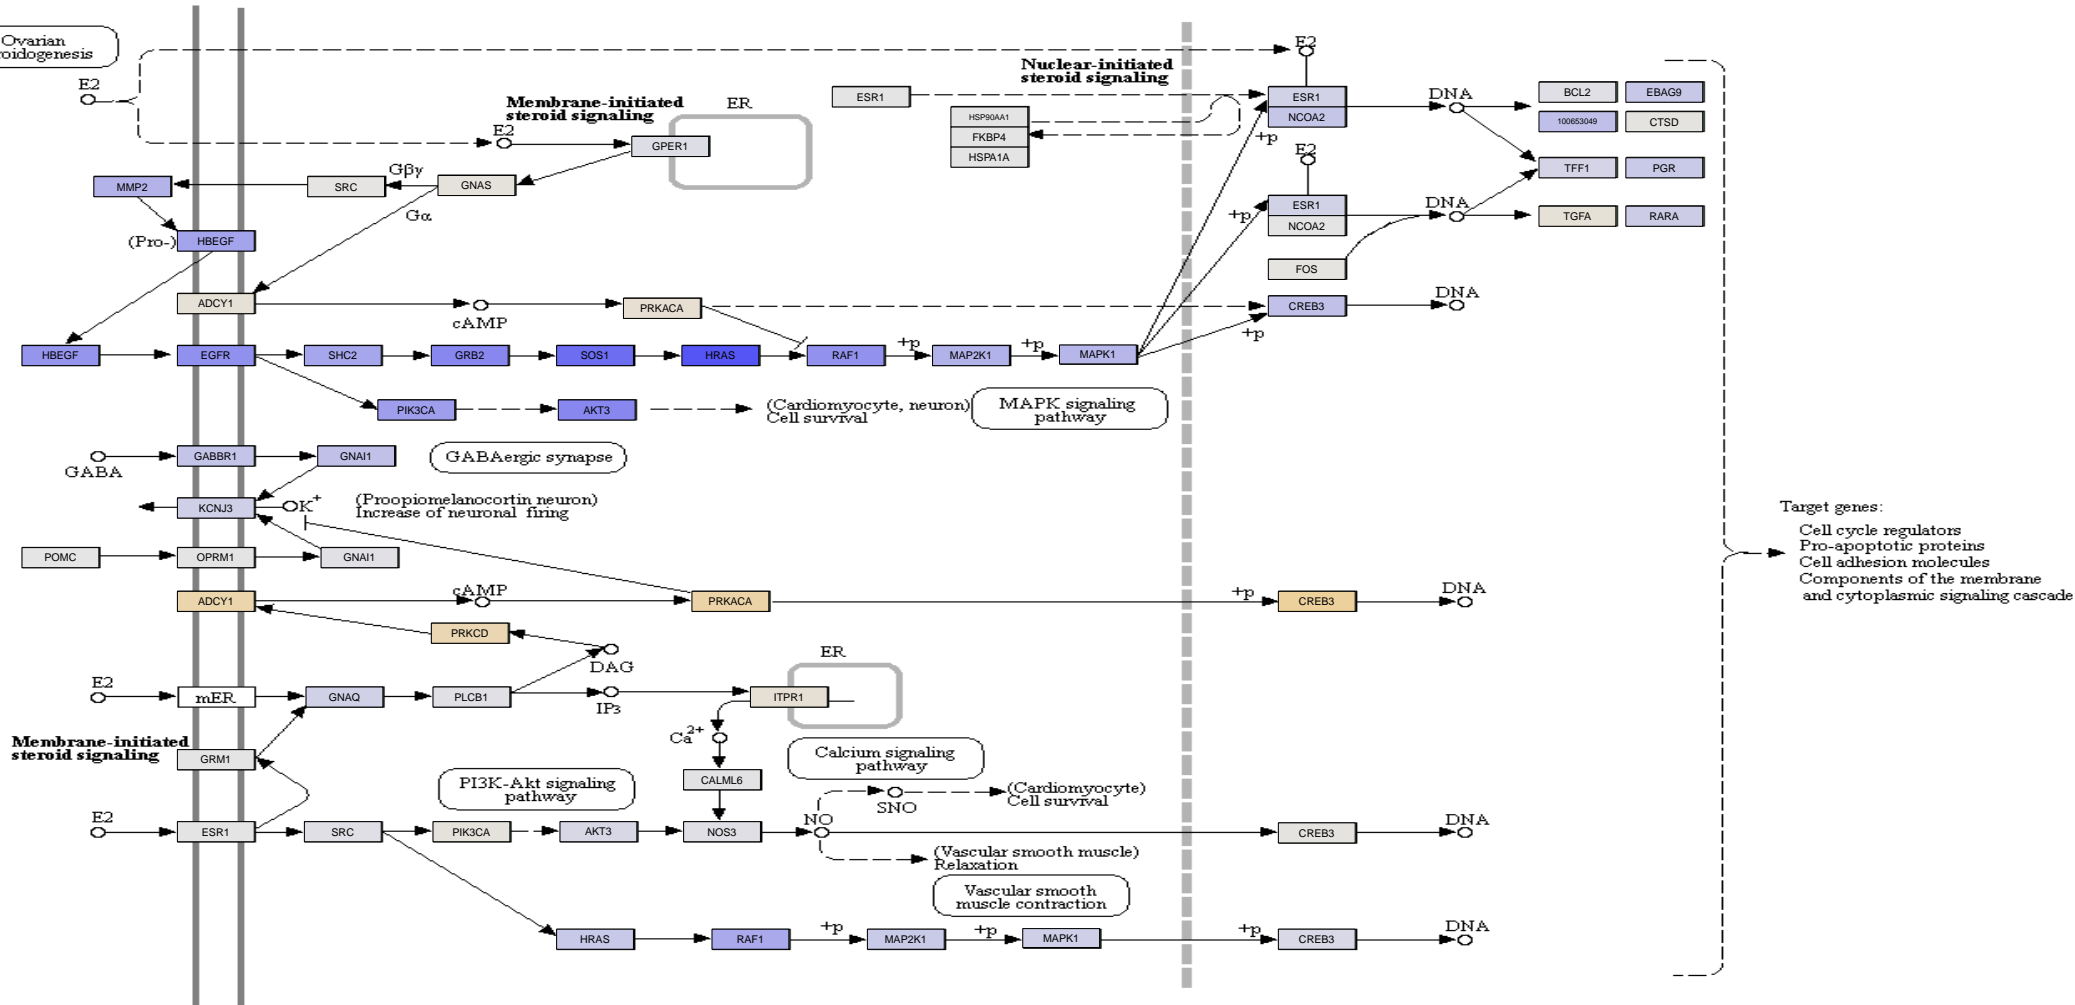 Ovarian
roidogenesis
E2
Membrane-initiated
steroid signaling
E2
GPER1
ER
ESR1
Nuclear-initiated
steroid signaling
HSP90AA1
FKBP4
HSPA1A
E2
ESR1
NCOA2
+p
DNA
BCL2
EBAG9
100653049
CTSD
MMP2
SRC
Gβγ
GNAS
Gα
E2
ESR1
NCOA2
+p
DNA
TFF1
PGR
TGFA
RARA
(Pro-)
HBEGF
FOS
ADCY1
cAMP
PRKACA
CREB3
DNA
+p
HBEGF
EGFR
SHC2
GRB2
SOS1
HRAS
RAF1
+p
MAP2K1
+p
MAPK1
PIK3CA
AKT3
(Cardiomyocyte, neuron)
Cell survival
MAPK signaling
pathway
GABA
GABBR1
GNAI1
GABAergic synapse
KCNJ3
K+
(Proopiomelanocortin neuron)
Increase of neuronal firing
POMC
OPRM1
GNAI1
ADCY1
cAMP
PRKACA
+p
CREB3
DNA
PRKCD
DAG
E2
mER
GNAQ
PLCB1
IP3
ITPR1
ER
Ca2+
Membrane-initiated
steroid signaling
GRM1
CALML6
Calcium signaling
pathway
PI3K-Akt signaling
pathway
E2
ESR1
SRC
PIK3CA
AKT3
NOS3
NO
SNO
(Cardiomyocyte)
Cell survival
CREB3
DNA
(Vascular smooth muscle)
Relaxation
Vascular smooth
muscle contraction
HRAS
RAF1
+p
MAP2K1
+p
MAPK1
+p
CREB3
DNA
Target genes:
Cell cycle regulators
Pro-apoptotic proteins
Cell adhesion molecules
Components of the membrane
and cytoplasmic signaling cascade